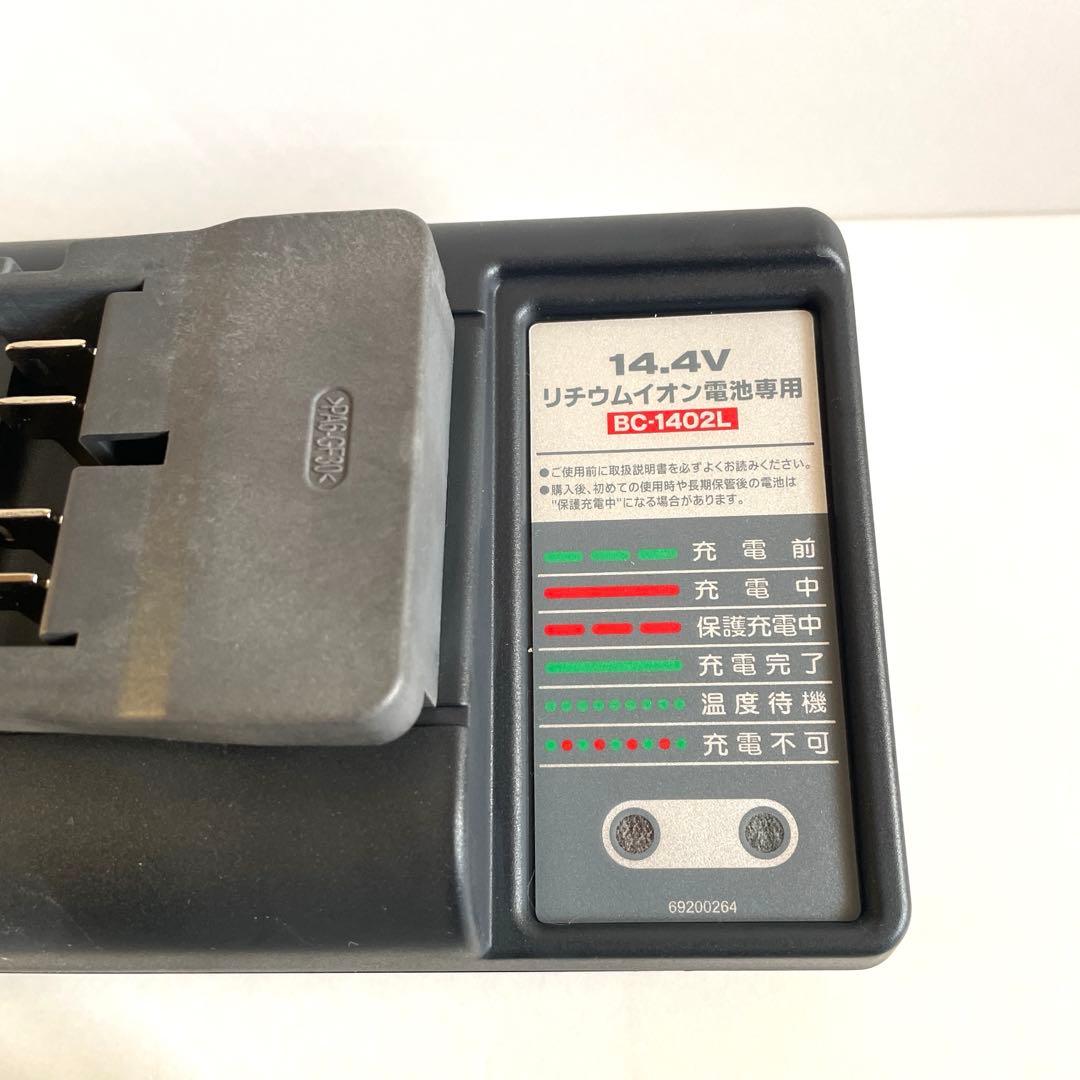 14.4V
リチウムイオン電池専用
BC-1402L
●ご使用前に取扱説明書を必ずよくお読みください。
●購入後、初めての使用時や長期保管後の電池は
"保護充電中"になる場合があります。
充電前
充電中
保護充電中
充電完了
温度待機
充電不可
69200264
>PA6-GF30<